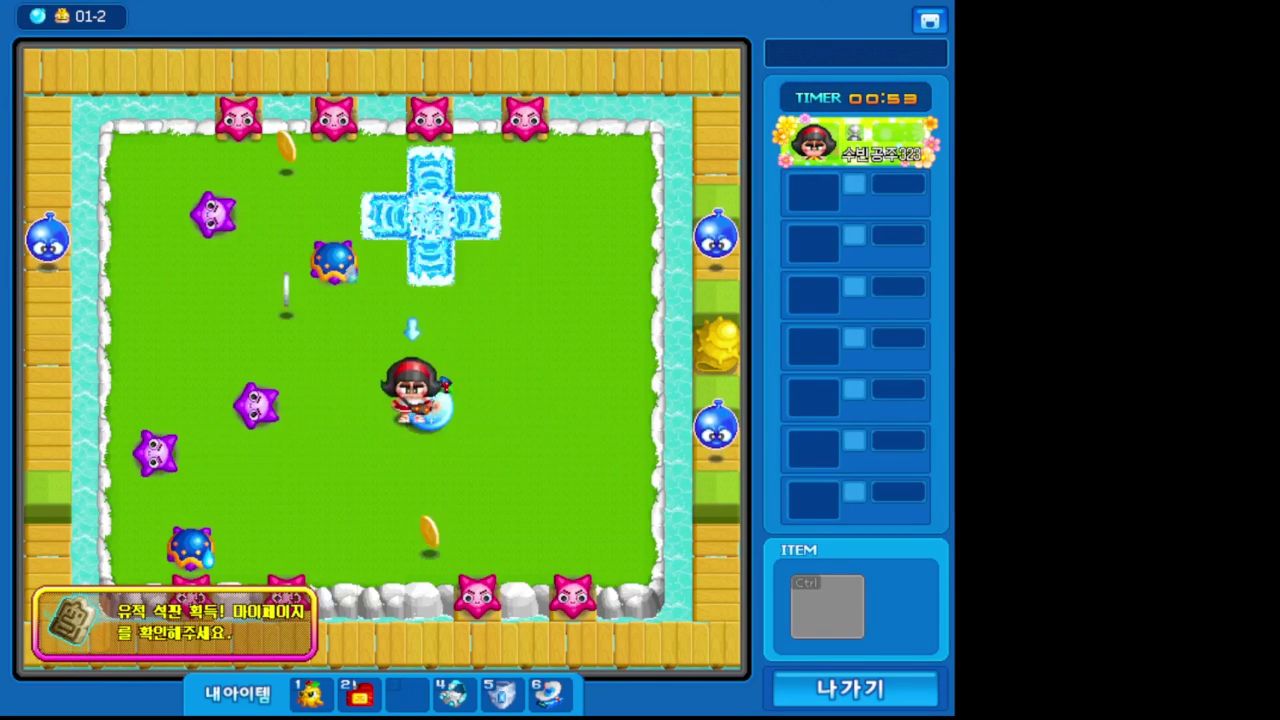 01-2
TIMER 00:53
수빈공주323
유적 석판 획득! 마이페이지
를 확인해주세요.
ITEM
Ctrl
내 아이템
1 2 4 5 6
나가기